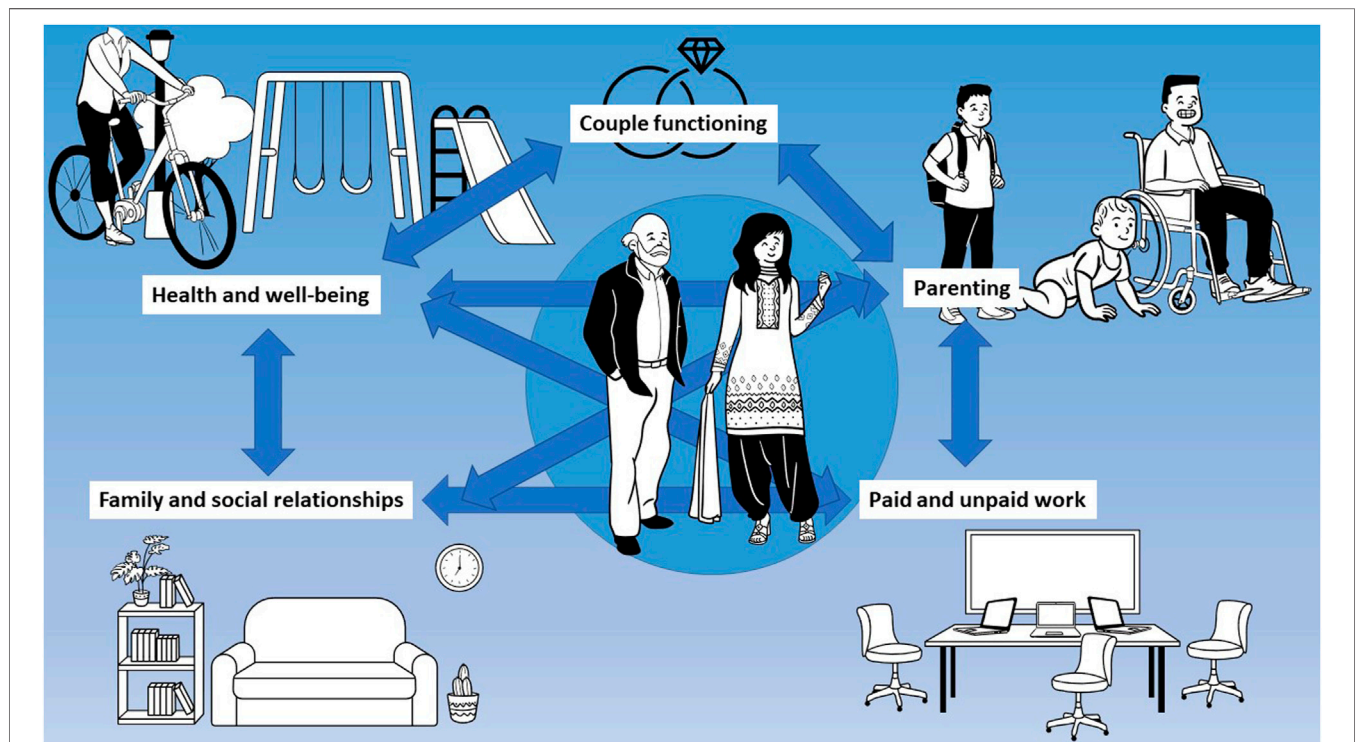 Couple functioning
Health and well-being
Parenting
Family and social relationships
Paid and unpaid work